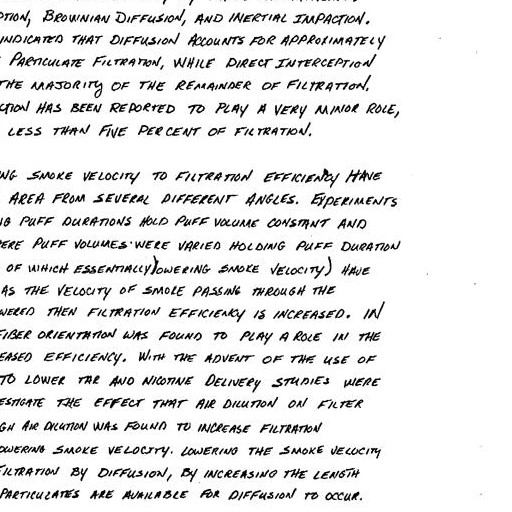 PTION, BROWNIAN DIFFUSION, AND INERTIAL IMPACTION.
INDICATED THAT DIFFUSION ACCOUNTS FOR APPROXIMATELY
PARTICULATE FILTRATION, WHILE DIRECT INTERCEPTION
THE MAJORITY OF THE REMAINDER OF FILTRATION.
CTION HAS BEEN REPORTED TO PLAY A VERY MINOR ROLE,
LESS THAN FIVE PERCENT OF FILTRATION.
NG SMOKE VELOCITY TO FILTRATION EFFICIENCY HAVE
AREA FROM SEVERAL DIFFERENT ANGLES. EXPERIMENTS
NG PUFF DURATIONS HOLD PUFF VOLUME CONSTANT AND
ERE PUFF VOLUMES WERE VARIED HOLDING PUFF DURATION
OF WHICH ESSENTIALLY LOWERING SMOKE VELOCITY) HAVE
AS THE VELOCITY OF SMOKE PASSING THROUGH THE
WERED THEN FILTRATION EFFICIENCY IS INCREASED. IN
FIBER ORIENTATION WAS FOUND TO PLAY A ROLE IN THE
EASED EFFICIENCY. WITH THE ADVENT OF THE USE OF
TO LOWER TAR AND NICOTINE DELIVERY STUDIES WERE
ESTIGATE THE EFFECT THAT AIR DILUTION ON FILTER
GH AIR DILUTION WAS FOUND TO INCREASE FILTRATION
OWERING SMOKE VELOCITY. LOWERING THE SMOKE VELOCITY
FILTRATION BY DIFFUSION, BY INCREASING THE LENGTH
PARTICULATES ARE AVAILABLE FOR DIFFUSION TO OCCUR.